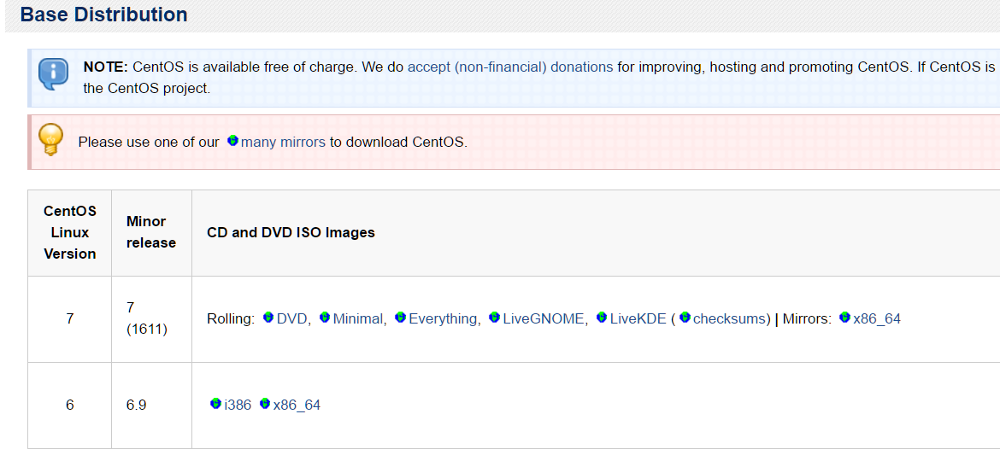 Base Distribution
NOTE: CentOS is available free of charge. We do accept (non-financial) donations for improving, hosting and promoting CentOS. If CentOS is
the CentOS project.
Please use one of our many mirrors to download CentOS.
CentOS
Linux
Version
Minor
release
CD and DVD ISO Images
7
7
(1611)
Rolling: DVD, Minimal, Everything, LiveGNOME, LiveKDE ( checksums) | Mirrors: x86_64
6
6.9
i386 x86_64